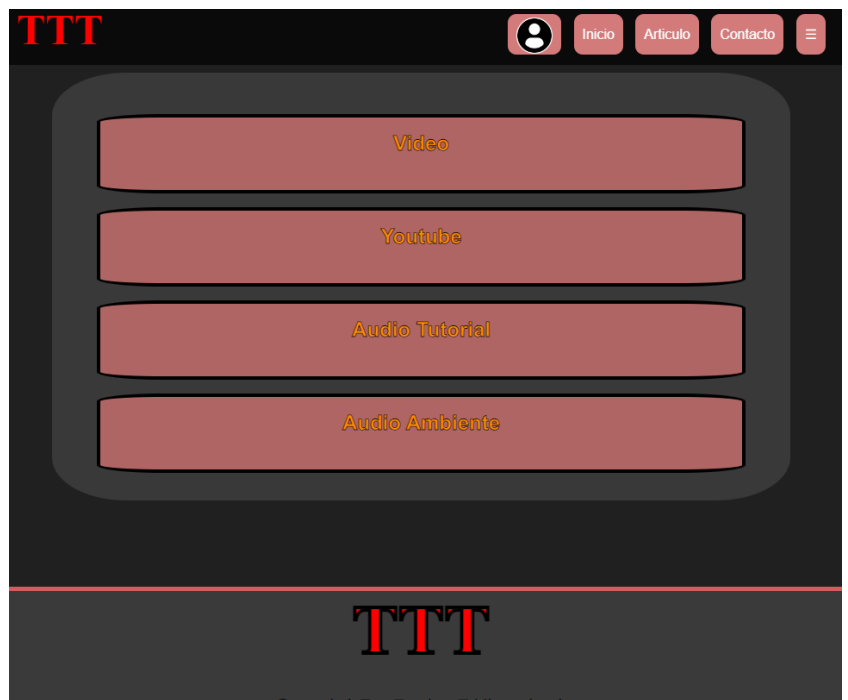 TTT
Inicio Articulo Contacto ☰
Video
Youtube
Audio Tutorial
Audio Ambiente
TTT